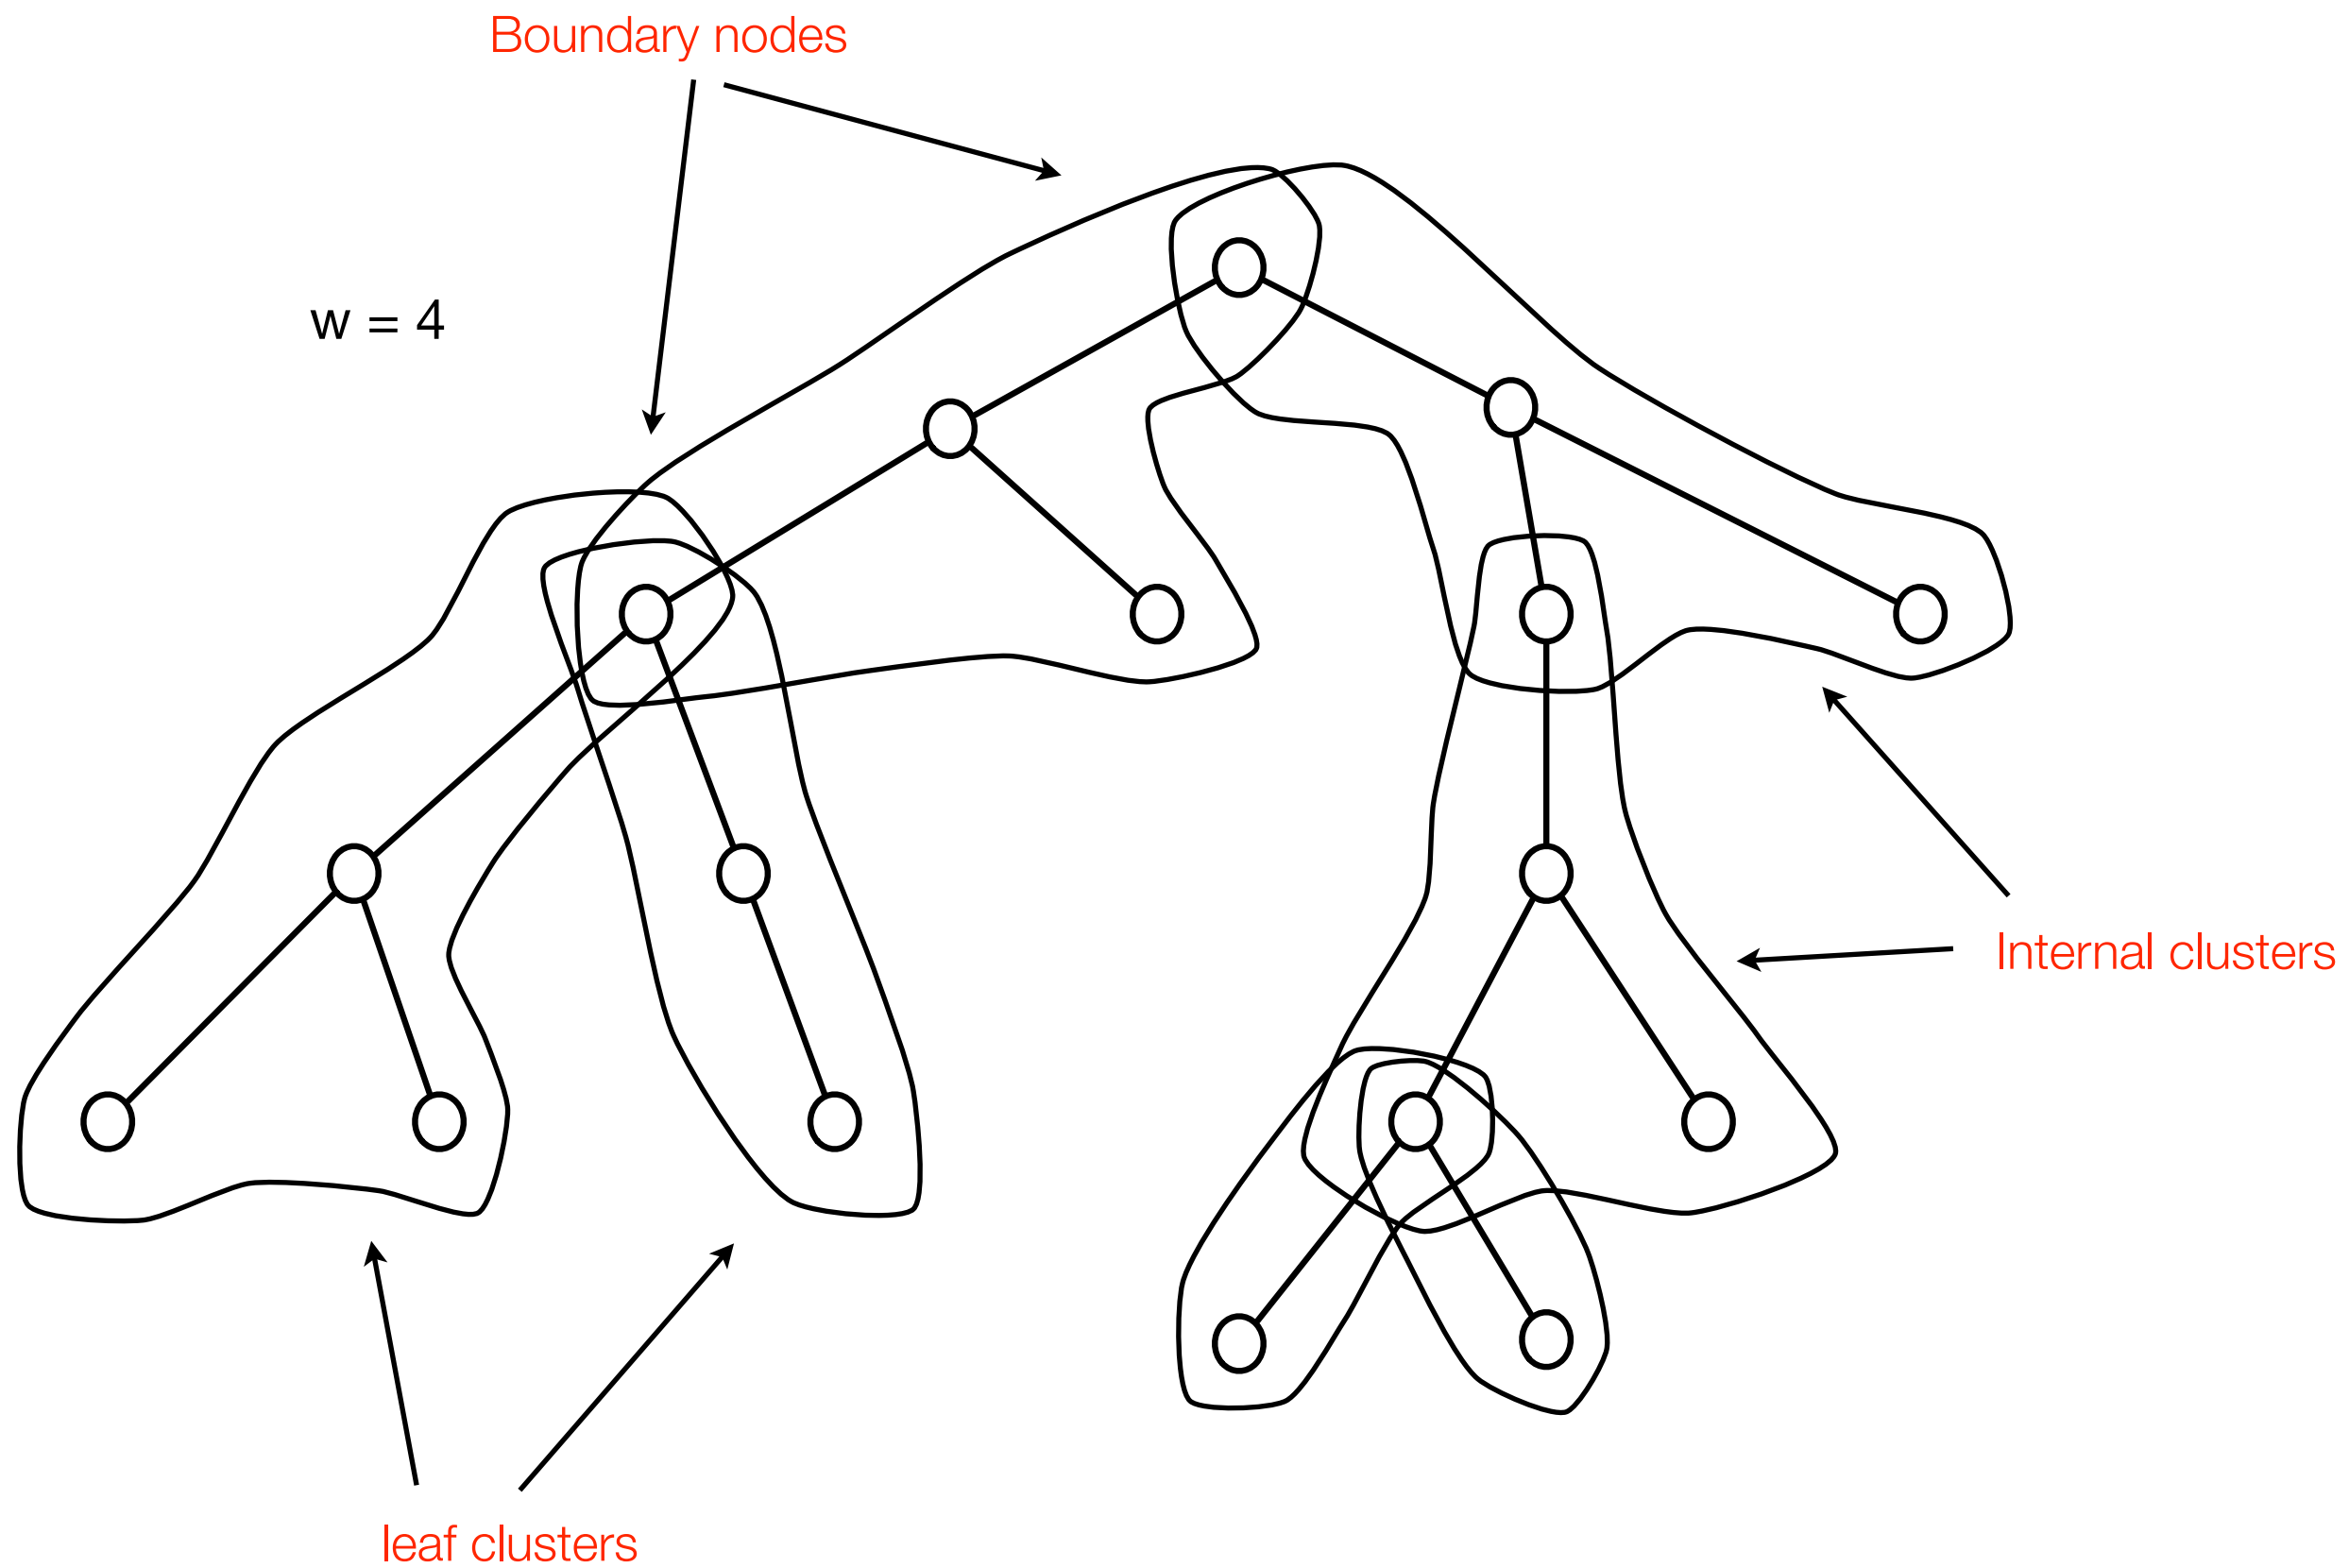 Boundary nodes
w = 4
Internal clusters
leaf clusters